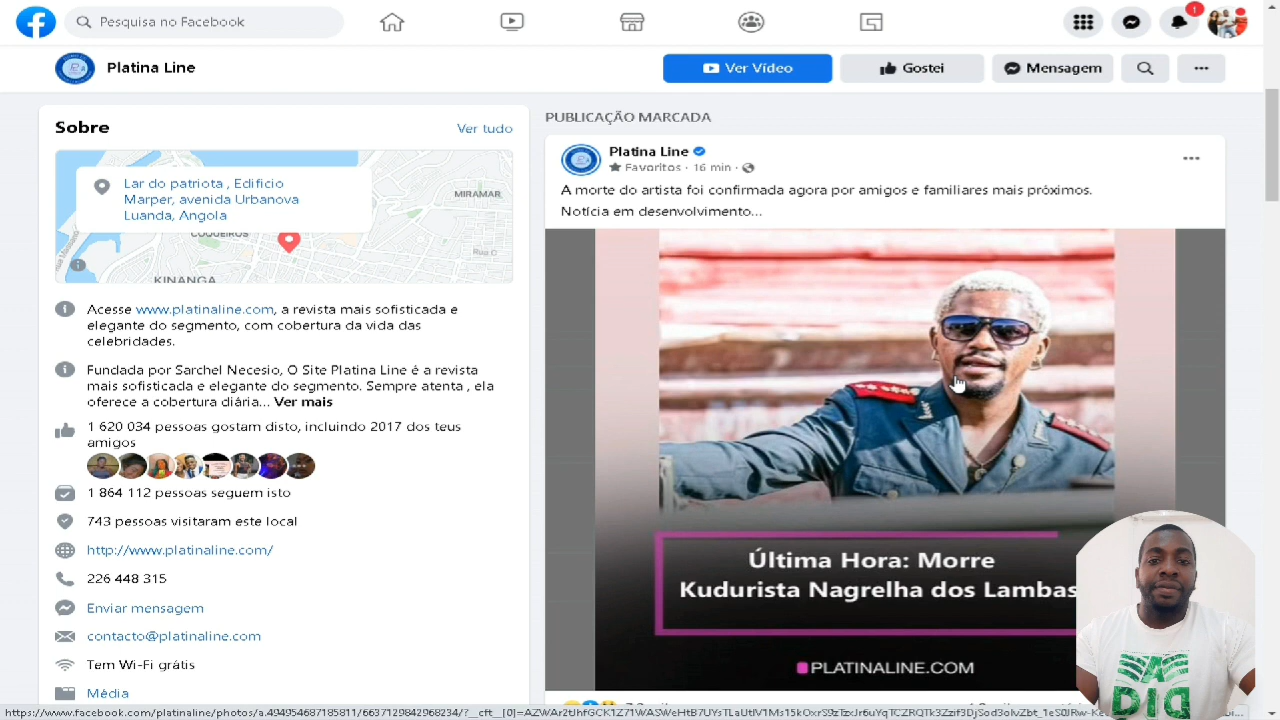 Pesquisa no Facebook
1
Platina Line
Ver Vídeo
Gostei
Mensagem
Sobre
Ver tudo
Lar do patriota , Edificio
Marper, avenida Urbanova
Luanda, Angola
MIRAMAR
COQUEIROS
Rua C
KINANGA
Acesse www.platinaline.com, a revista mais sofisticada e
elegante do segmento, com cobertura da vida das
celebridades.
Fundada por Sarchel Necesio, O Site Platina Line é a revista
mais sofisticada e elegante do segmento. Sempre atenta , ela
oferece a cobertura diária... Ver mais
1 620 034 pessoas gostam disto, incluindo 2017 dos teus
amigos
1 864 112 pessoas seguem isto
743 pessoas visitaram este local
http://www.platinaline.com/
226 448 315
Enviar mensagem
contacto@platinaline.com
Tem Wi-Fi grátis
Média
PUBLICAÇÃO MARCADA
Platina Line
Favoritos · 16 min ·
A morte do artista foi confirmada agora por amigos e familiares mais próximos.
Notícia em desenvolvimento...
Última Hora: Morre
Kudurista Nagrelha dos Lambas
PLATINALINE.COM